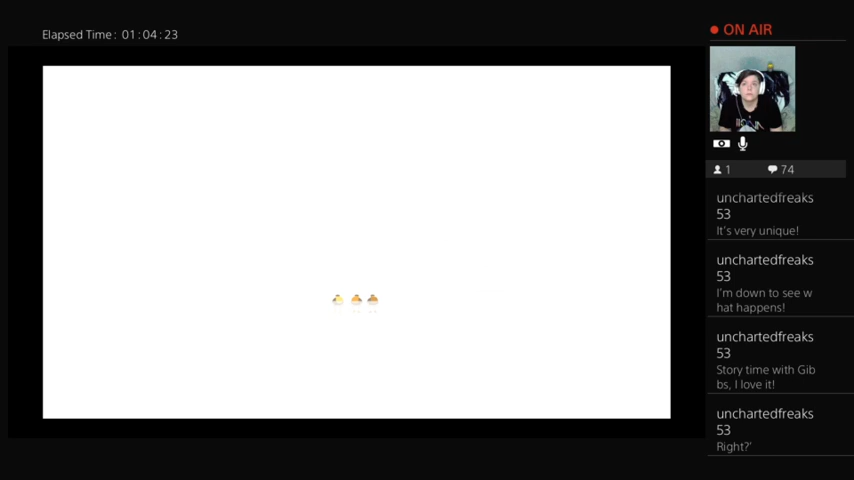 Elapsed Time: 01:04:23
ON AIR
1 74
unchartedfreaks
53
It's very unique!
unchartedfreaks
53
I'm down to see w
hat happens!
unchartedfreaks
53
Story time with Gib
bs, I love it!
unchartedfreaks
53
Right?'